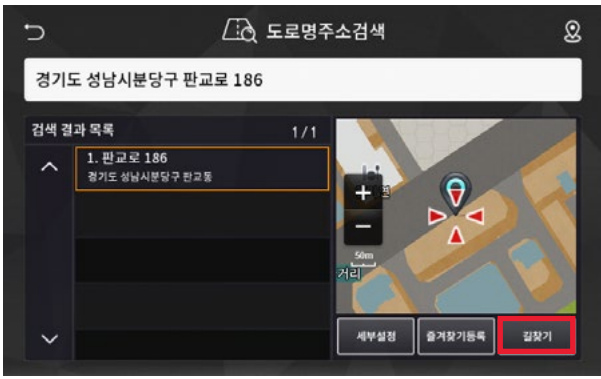 도로명주소검색
경기도 성남시분당구 판교로 186
검색 결과 목록 1/1
1. 판교로 186
경기도 성남시분당구 판교동
+
−
50m
거리
세부설정 즐겨찾기등록 길찾기